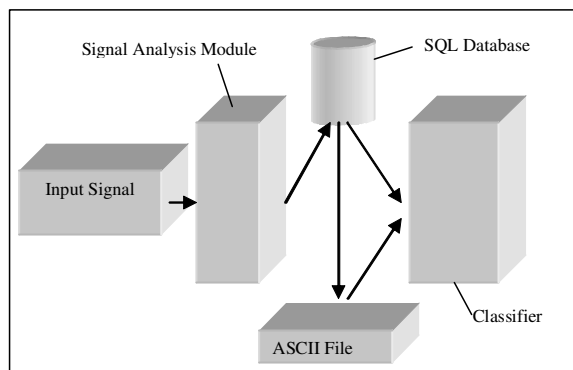 Signal Analysis Module
SQL Database
Input Signal
ASCII File
Classifier